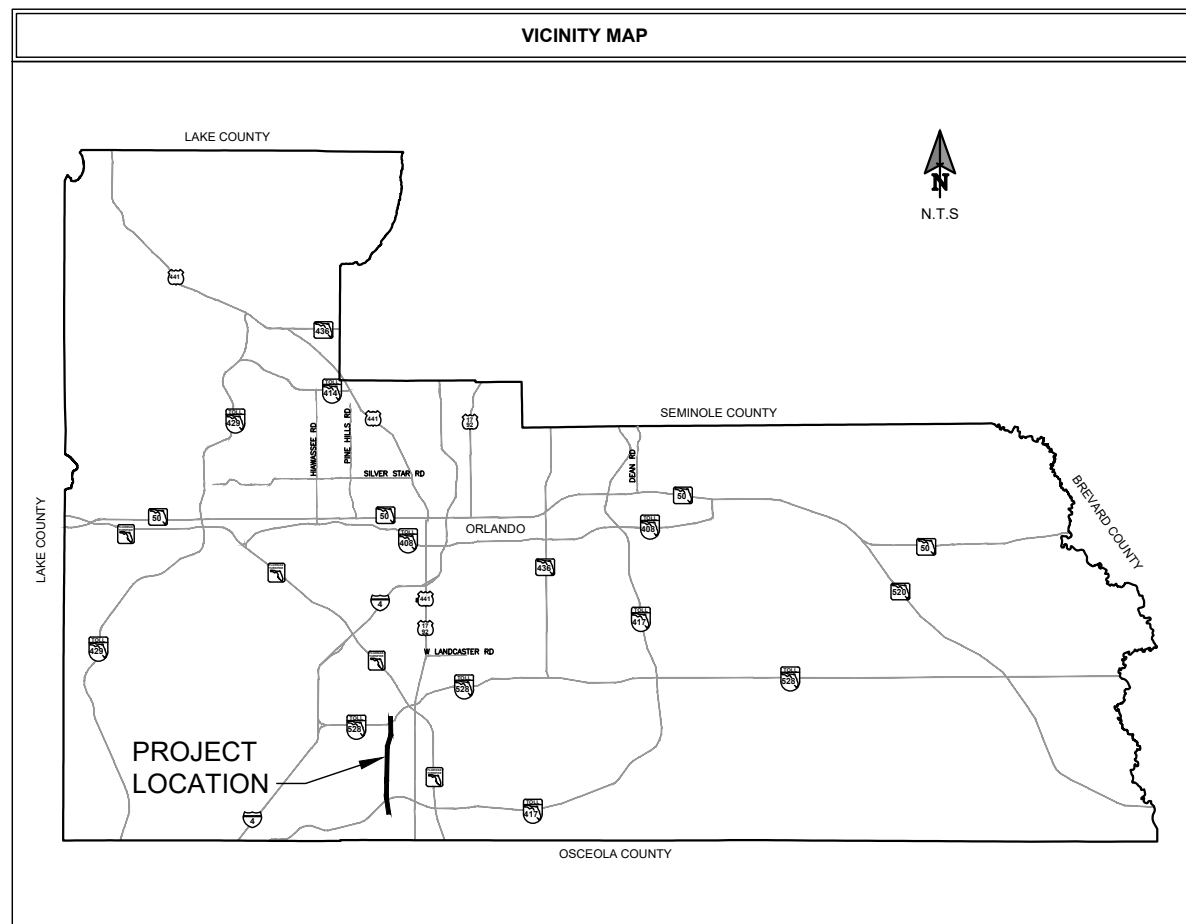 VICINITY MAP
LAKE COUNTY
N
N.T.S
441
436
TOLL
414
TOLL
429
441
17
92
SEMINOLE COUNTY
HIAWASSEE RD
PINE HILLS RD
DEAN RD
SILVER STAR RD
BREVARD COUNTY
LAKE COUNTY
50
50
50
ORLANDO
TOLL
408
TOLL
408
50
436
520
4
441
TOLL
417
17
92
TOLL
429
W LANDCASTER RD
TOLL
528
TOLL
528
TOLL
528
PROJECT
LOCATION
4
TOLL
417
OSCEOLA COUNTY